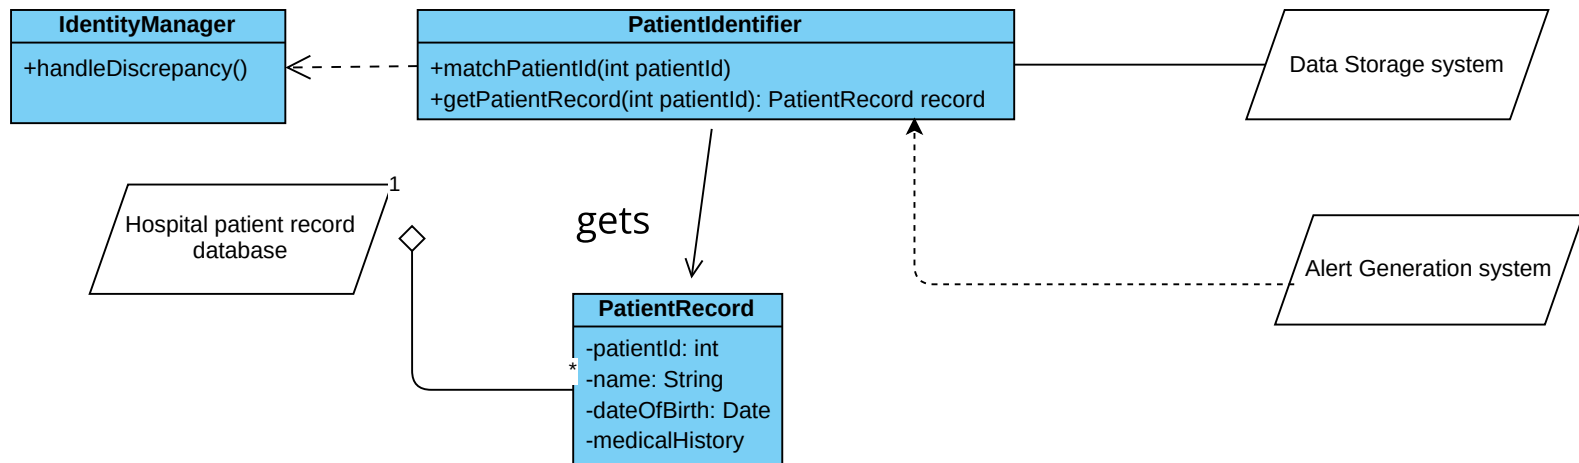 IdentityManager
+handleDiscrepancy()
PatientIdentifier
+matchPatientId(int patientId)
+getPatientRecord(int patientId): PatientRecord record
Data Storage system
1
Hospital patient record
database
gets
Alert Generation system
PatientRecord
*
-patientId: int
-name: String
-dateOfBirth: Date
-medicalHistory